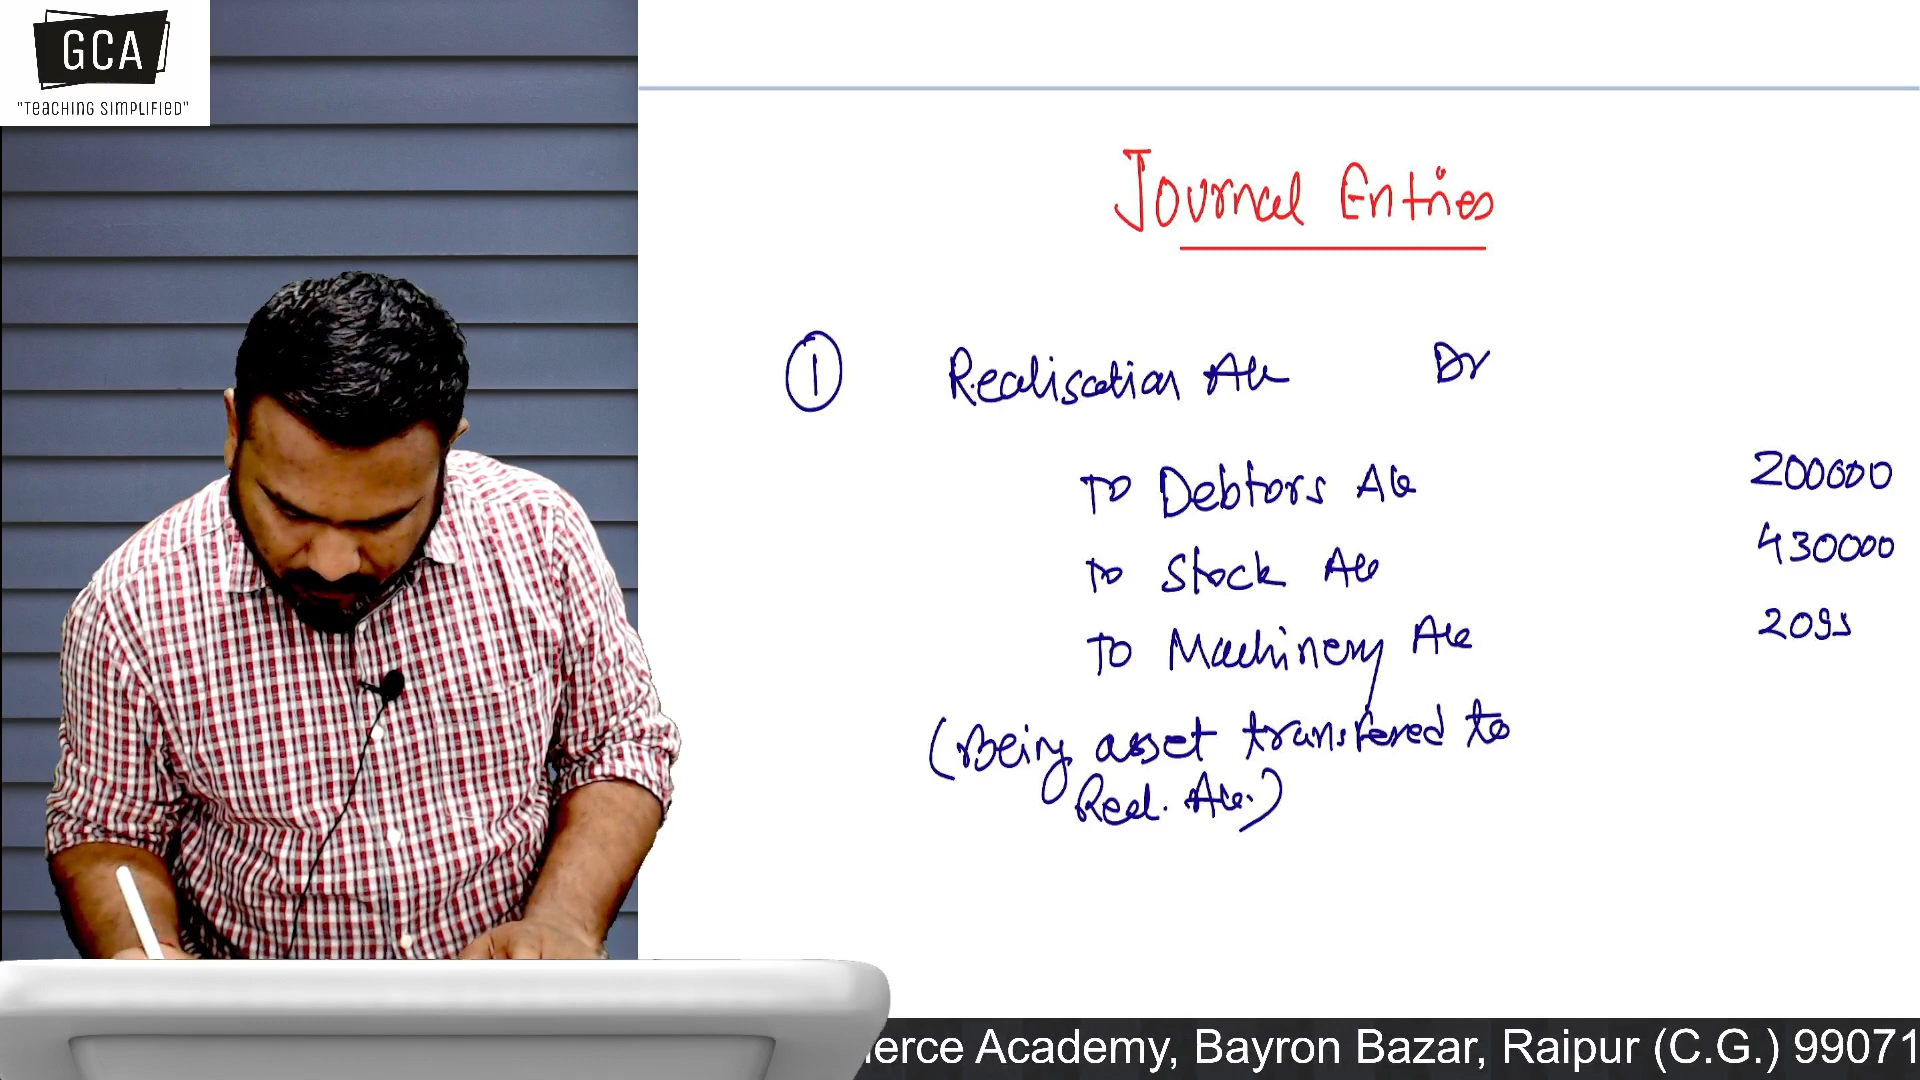 GCA
"TEACHING SIMPLIFIED"
Journal Entries
1 Realisation A/c Dr
To Debtors A/c 200000
To Stock A/c 430000
To Machinery A/c 2095
(Being asset transfered to
Real. A/c.)
erce Academy, Bayron Bazar, Raipur (C.G.) 99071